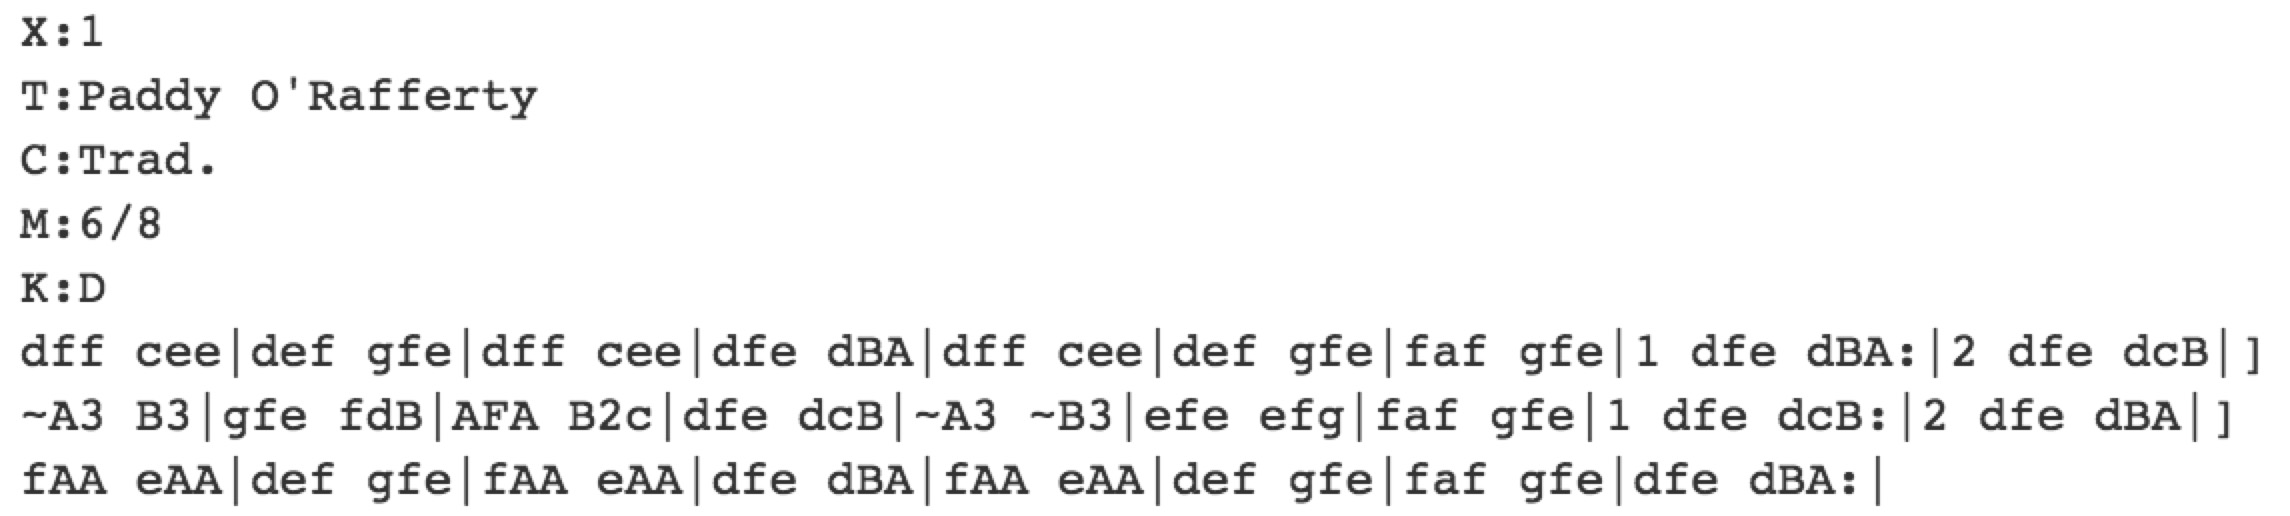 X:1
T:Paddy O'Rafferty
C:Trad.
M:6/8
K:D
dff cee|def gfe|dff cee|dfe dBA|dff cee|def gfe|faf gfe|1 dfe dBA:|2 dfe dcB|]
~A3 B3|gfe fdB|AFA B2c|dfe dcB|~A3 ~B3|efe efg|faf gfe|1 dfe dcB:|2 dfe dBA|]
fAA eAA|def gfe|fAA eAA|dfe dBA|fAA eAA|def gfe|faf gfe|dfe dBA:|